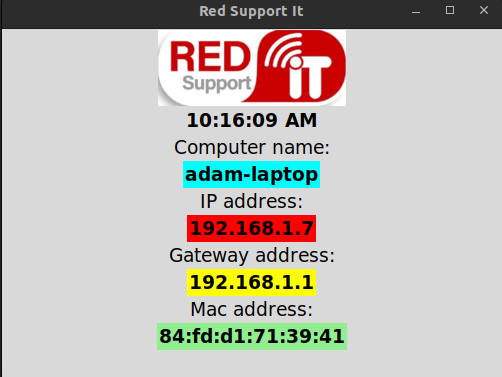 Red Support It
RED
Support
iT
10:16:09 AM
Computer name:
adam-laptop
IP address:
192.168.1.7
Gateway address:
192.168.1.1
Mac address:
84:fd:d1:71:39:41